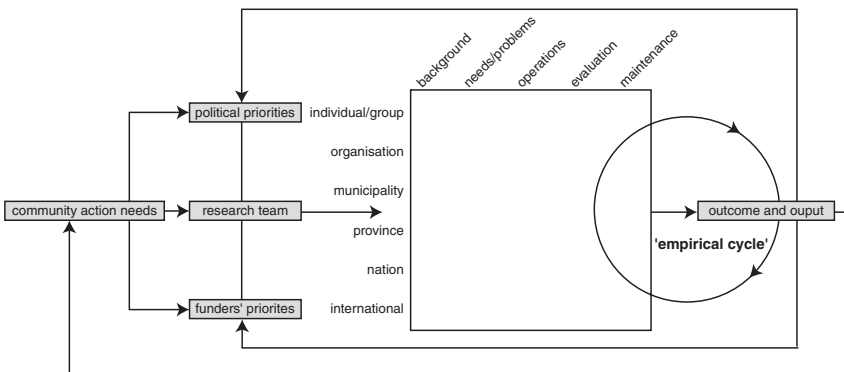 background
needs/problems
operations
evaluation
maintenance
political priorities
individual/group
organisation
municipality
community action needs
research team
province
outcome and ouput
'empirical cycle'
nation
funders' priorites
international